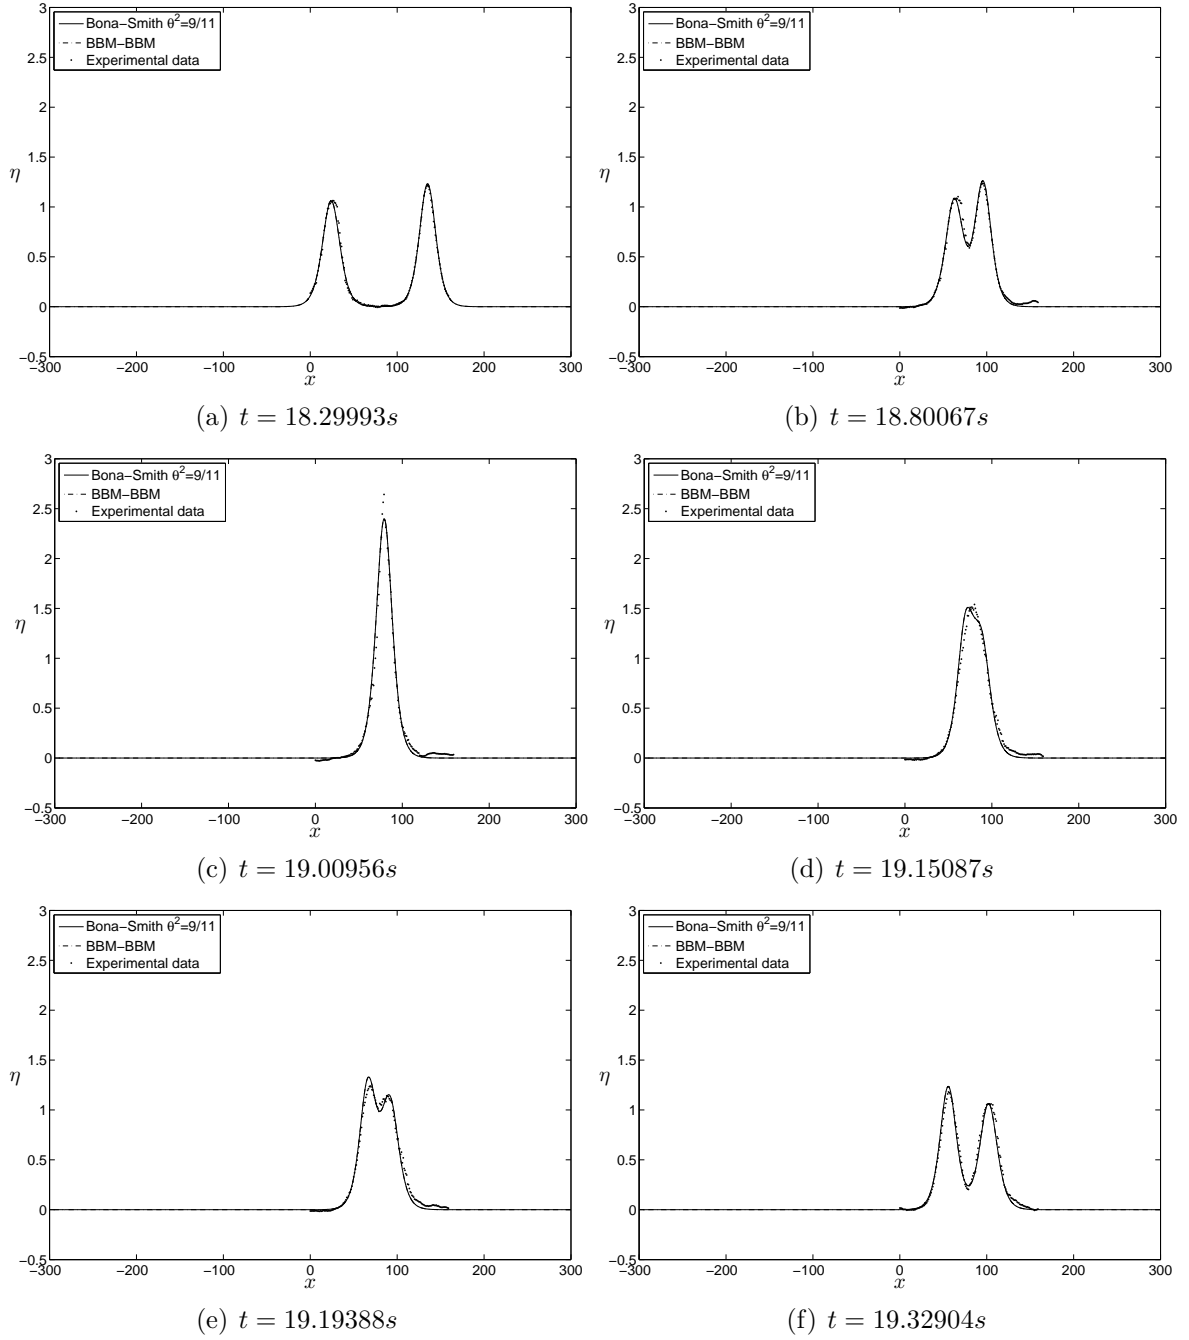 Bona−Smith θ²=9/11
BBM−BBM
Experimental data
3
2.5
2
1.5
η
1
0.5
0
−0.5
−300 −200 −100 0 100 200 300
x
(a) t = 18.29993s
Bona−Smith θ²=9/11
BBM−BBM
Experimental data
3
2.5
2
1.5
η
1
0.5
0
−0.5
−300 −200 −100 0 100 200 300
x
(b) t = 18.80067s
Bona−Smith θ²=9/11
BBM−BBM
Experimental data
3
2.5
2
1.5
η
1
0.5
0
−0.5
−300 −200 −100 0 100 200 300
x
(c) t = 19.00956s
Bona−Smith θ²=9/11
BBM−BBM
Experimental data
3
2.5
2
1.5
η
1
0.5
0
−0.5
−300 −200 −100 0 100 200 300
x
(d) t = 19.15087s
Bona−Smith θ²=9/11
BBM−BBM
Experimental data
3
2.5
2
1.5
η
1
0.5
0
−0.5
−300 −200 −100 0 100 200 300
x
(e) t = 19.19388s
Bona−Smith θ²=9/11
BBM−BBM
Experimental data
3
2.5
2
1.5
η
1
0.5
0
−0.5
−300 −200 −100 0 100 200 300
x
(f) t = 19.32904s